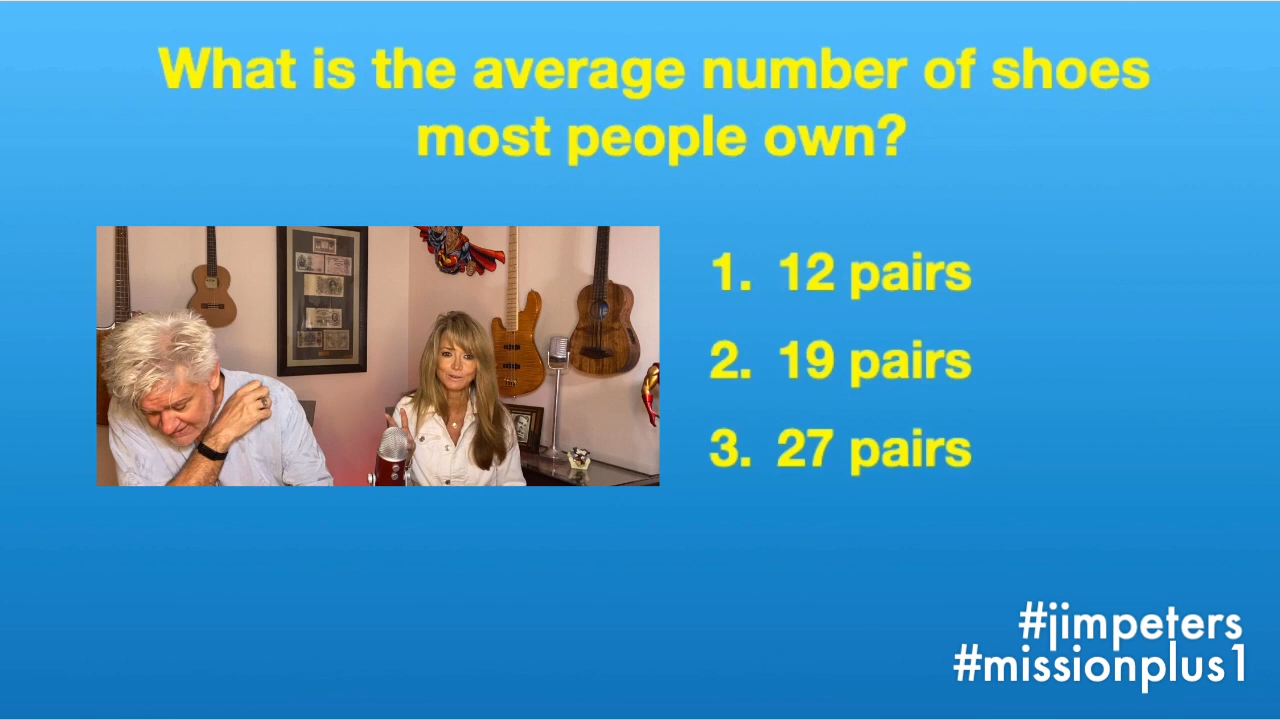 What is the average number of shoes
most people own?
1. 12 pairs
2. 19 pairs
3. 27 pairs
#jimpeters
#missionplus1